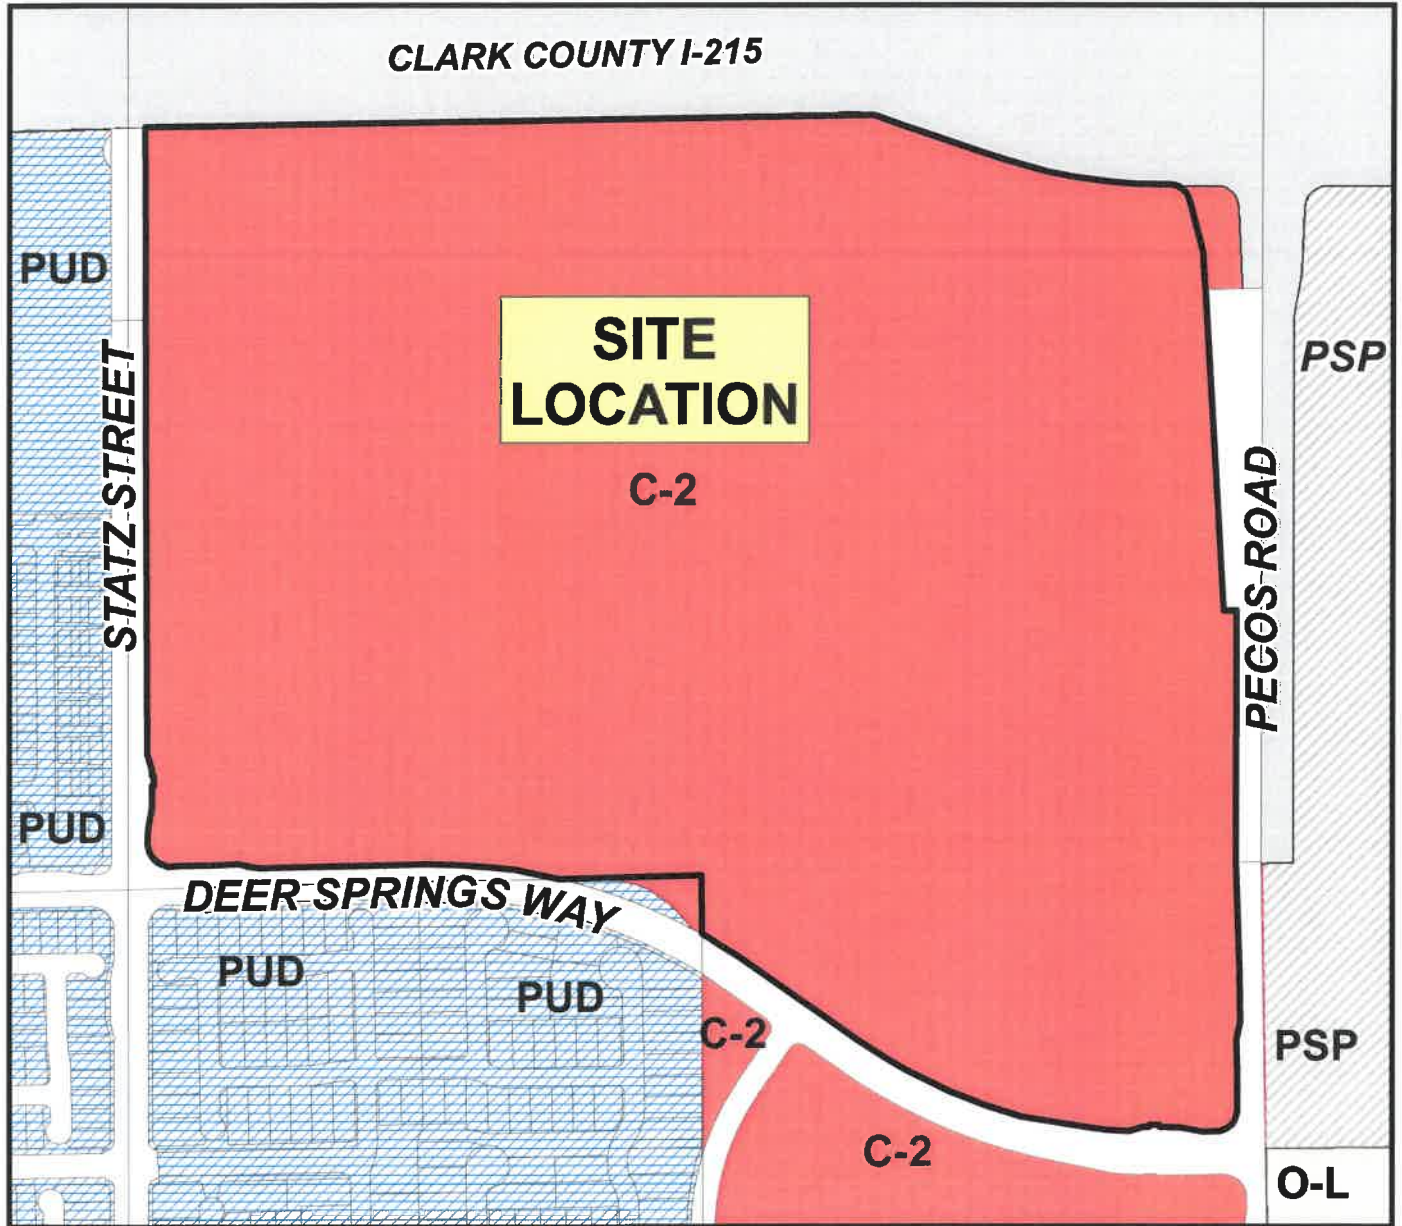 CLARK COUNTY I-215
PUD
SITE
LOCATION
PSP
C-2
STATZ STREET
PECOS ROAD
PUD
DEER SPRINGS WAY
PUD
PUD
C-2
PSP
C-2
O-L